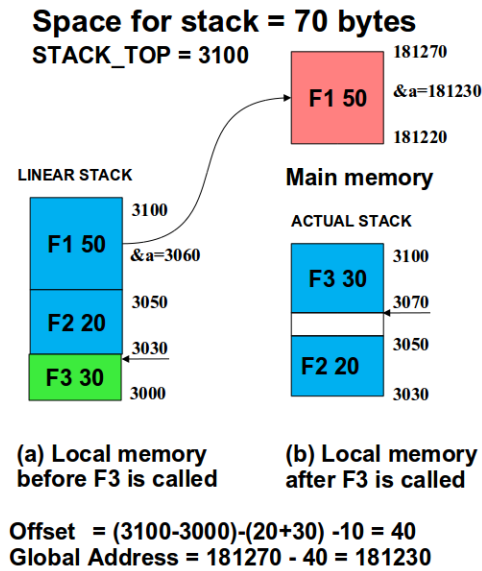 Space for stack = 70 bytes
STACK_TOP = 3100
181270
F1 50
&a=181230
181220
Main memory
LINEAR STACK
3100
F1 50
&a=3060
3050
F2 20
3030
F3 30
3000
ACTUAL STACK
3100
F3 30
3070
3050
F2 20
3030
(a) Local memory
before F3 is called
(b) Local memory
after F3 is called
Offset = (3100-3000)-(20+30) -10 = 40
Global Address = 181270 - 40 = 181230